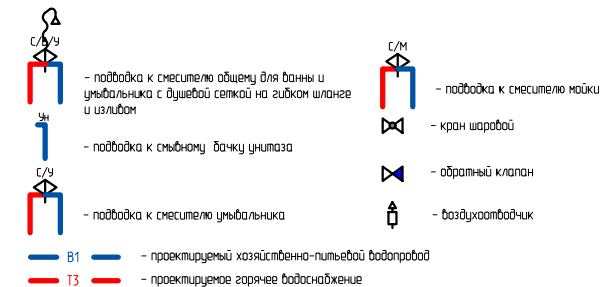 С/В/У
– подводка к смесителю общему для ванны и
умывальника с душевой сеткой на гибком шланге
и изливом
Ун
– подводка к смывному бачку унитаза
С/У
– подводка к смесителю умывальника
В1 – проектируемый хозяйственно-питьевой водопровод
Т3 – проектируемое горячее водоснабжение
С/М
– подводка к смесителю мойки
– кран шаровой
– обратный клапан
– воздухоотводчик